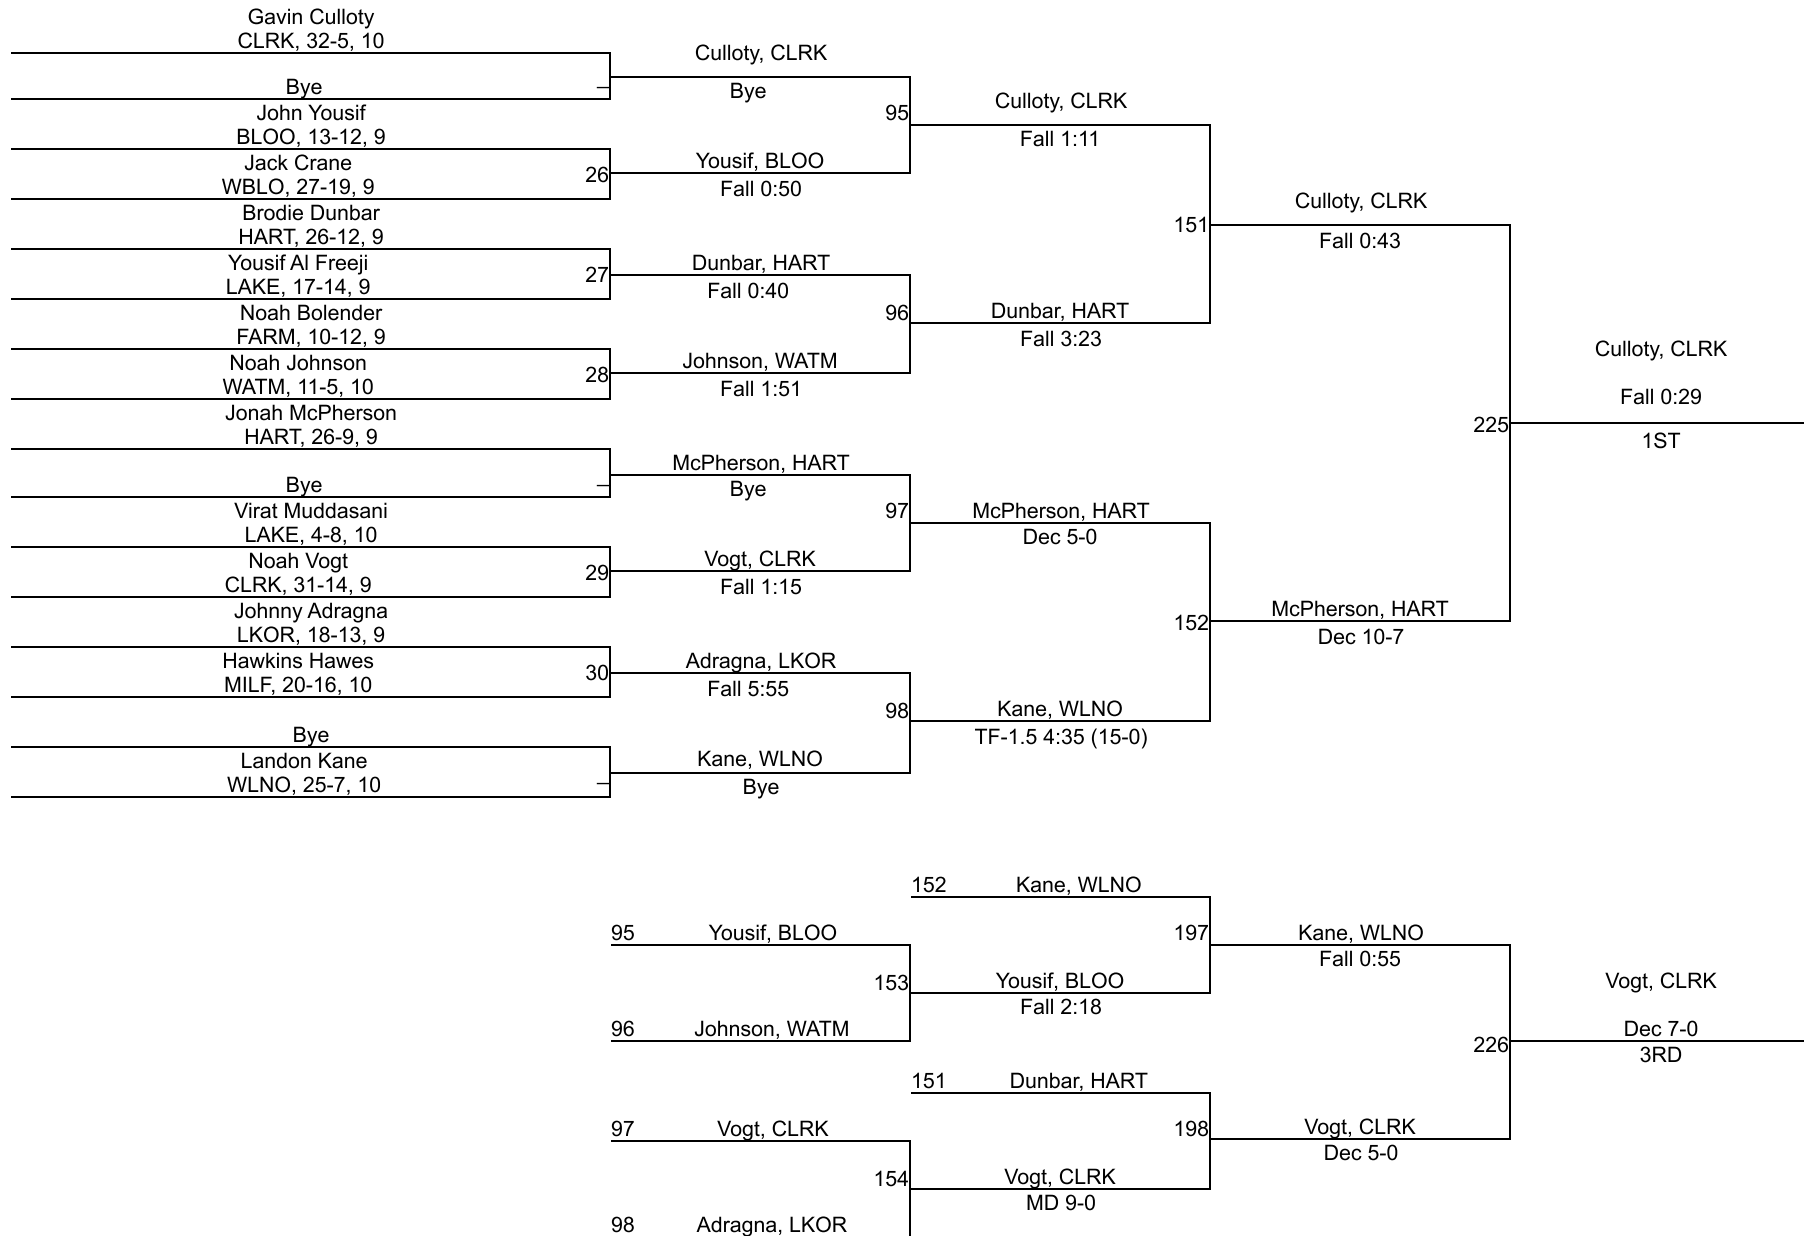 Gavin Culloty
CLRK, 32-5, 10
Bye
–
John Yousif
BLOO, 13-12, 9
Jack Crane
WBLO, 27-19, 9
26
Brodie Dunbar
HART, 26-12, 9
Yousif Al Freeji
LAKE, 17-14, 9
27
Noah Bolender
FARM, 10-12, 9
Noah Johnson
WATM, 11-5, 10
28
Jonah McPherson
HART, 26-9, 9
Bye
–
Virat Muddasani
LAKE, 4-8, 10
Noah Vogt
CLRK, 31-14, 9
29
Johnny Adragna
LKOR, 18-13, 9
Hawkins Hawes
MILF, 20-16, 10
30
Bye
Landon Kane
WLNO, 25-7, 10
–
Culloty, CLRK
Bye
95
Yousif, BLOO
Fall 0:50
Dunbar, HART
Fall 0:40
96
Johnson, WATM
Fall 1:51
McPherson, HART
Bye
97
Vogt, CLRK
Fall 1:15
Adragna, LKOR
Fall 5:55
98
Kane, WLNO
Bye
Culloty, CLRK
Fall 1:11
151
Dunbar, HART
Fall 3:23
McPherson, HART
Dec 5-0
152
Kane, WLNO
TF-1.5 4:35 (15-0)
Culloty, CLRK
Fall 0:43
225
McPherson, HART
Dec 10-7
Culloty, CLRK
Fall 0:29
1ST
95 Yousif, BLOO
153
96 Johnson, WATM
97 Vogt, CLRK
154
98 Adragna, LKOR
152 Kane, WLNO
197
Yousif, BLOO
Fall 2:18
151 Dunbar, HART
198
Vogt, CLRK
MD 9-0
Kane, WLNO
Fall 0:55
226
Vogt, CLRK
Dec 5-0
Vogt, CLRK
Dec 7-0
3RD